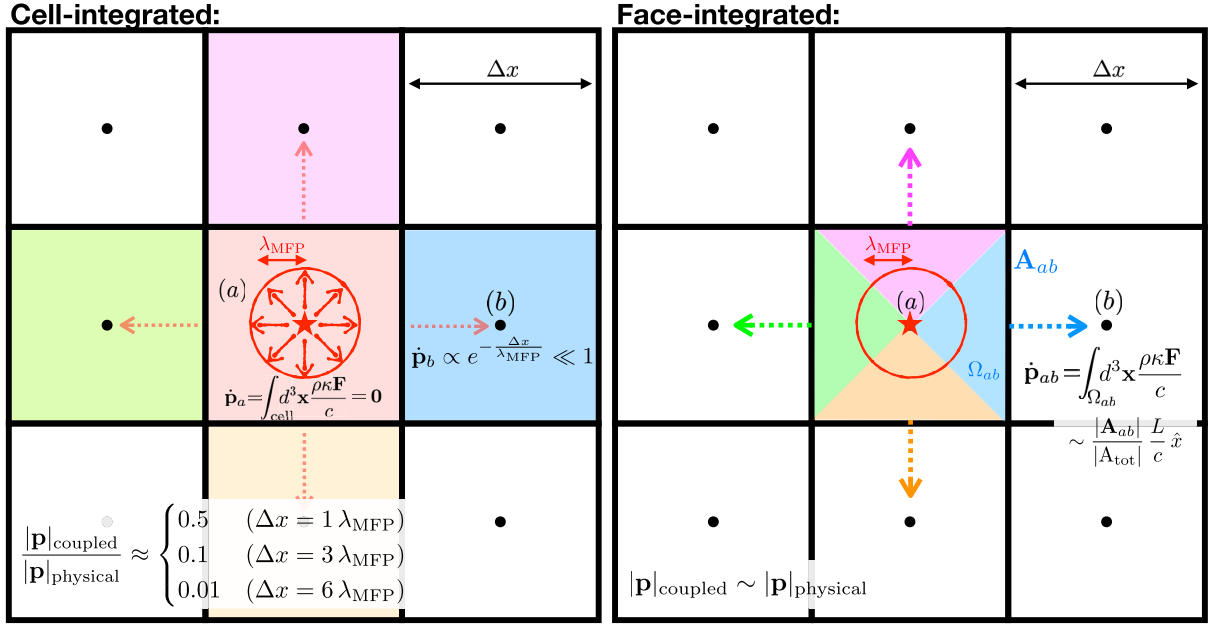 Cell-integrated:
Δx
λ_MFP
(a)
ṗ_a = ∫_cell d³x ρκF/c = 0
(b)
ṗ_b ∝ e^{-Δx/λ_MFP} ≪ 1
|p|_coupled / |p|_physical ≈ { 0.5 (Δx = 1 λ_MFP)
0.1 (Δx = 3 λ_MFP)
0.01 (Δx = 6 λ_MFP)
Face-integrated:
Δx
λ_MFP
(a)
A_ab
Ω_ab
(b)
ṗ_ab = ∫_{Ω_ab} d³x ρκF/c
∼ |A_ab|/|A_tot| L/c x̂
|p|_coupled ∼ |p|_physical